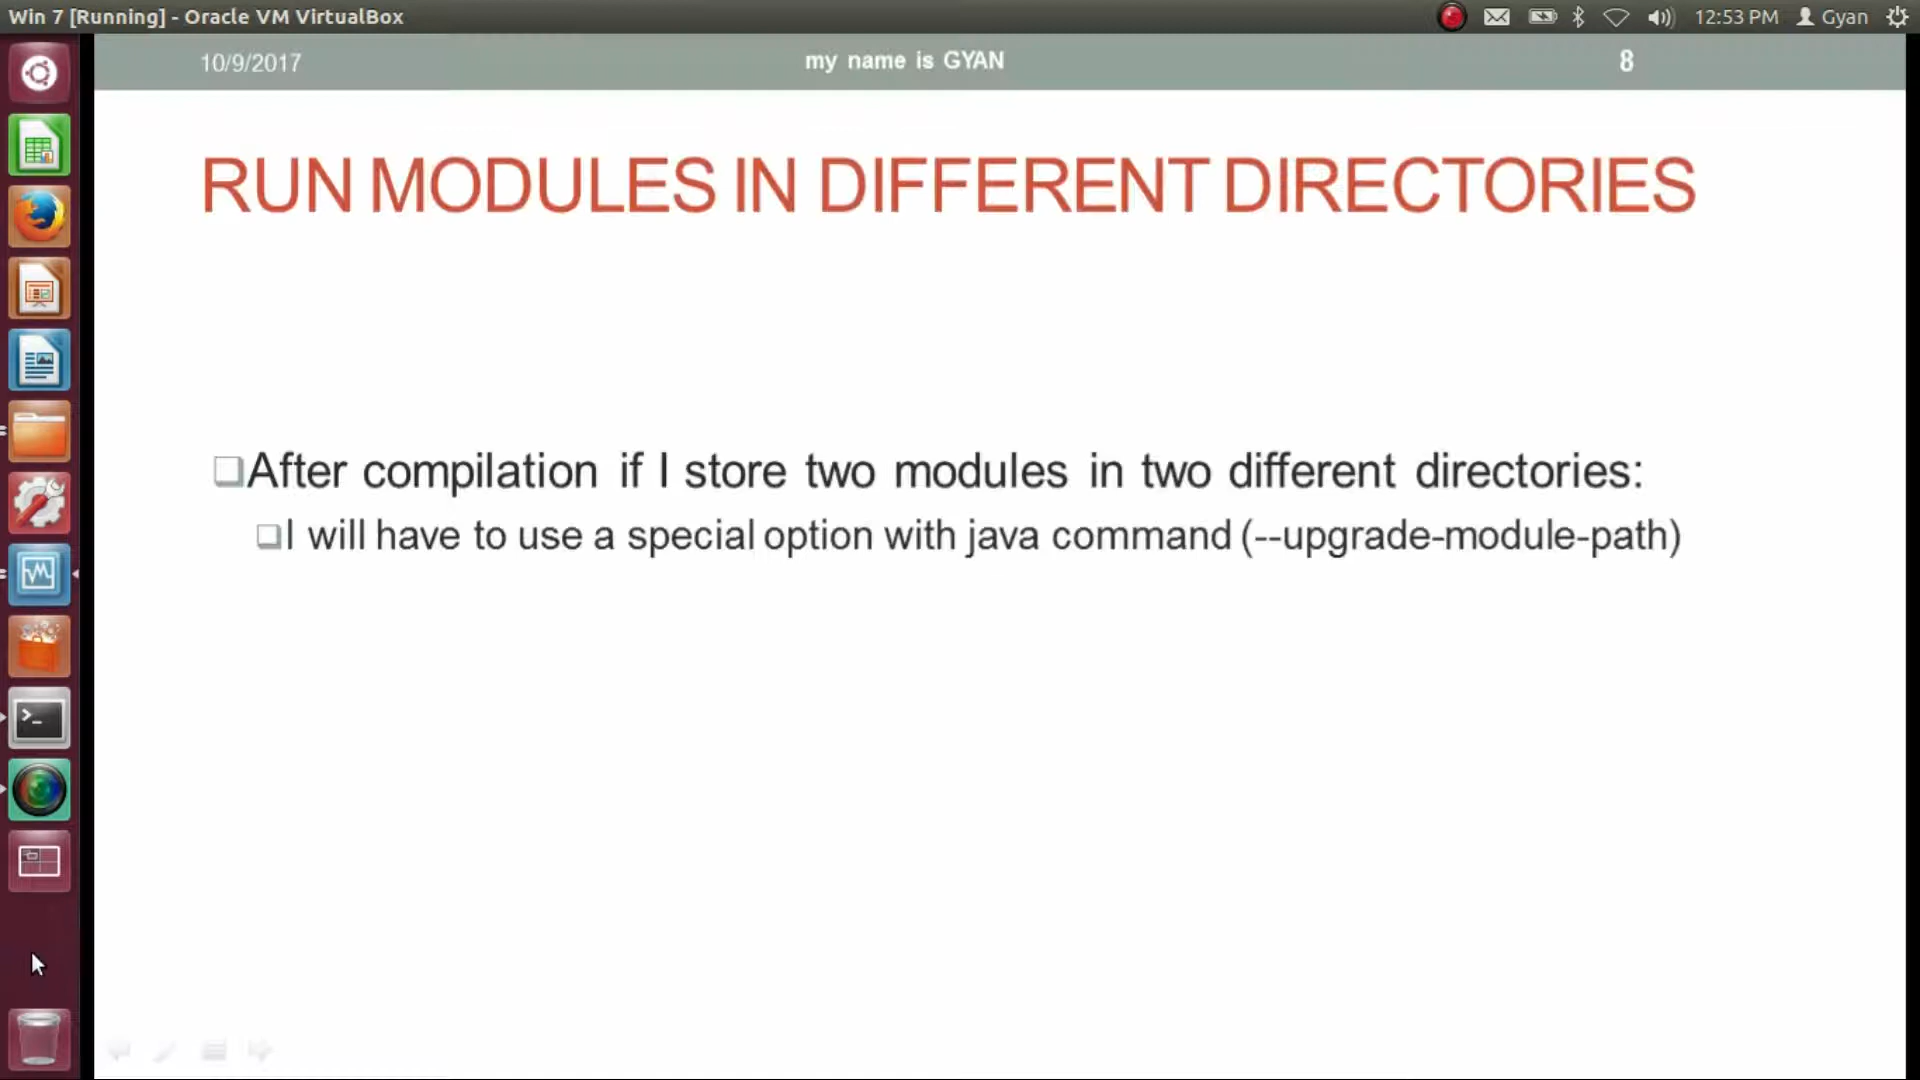 Win 7 [Running] - Oracle VM VirtualBox
12:53 PM Gyan
10/9/2017 my name is GYAN 8
RUN MODULES IN DIFFERENT DIRECTORIES
After compilation if I store two modules in two different directories:
I will have to use a special option with java command (--upgrade-module-path)